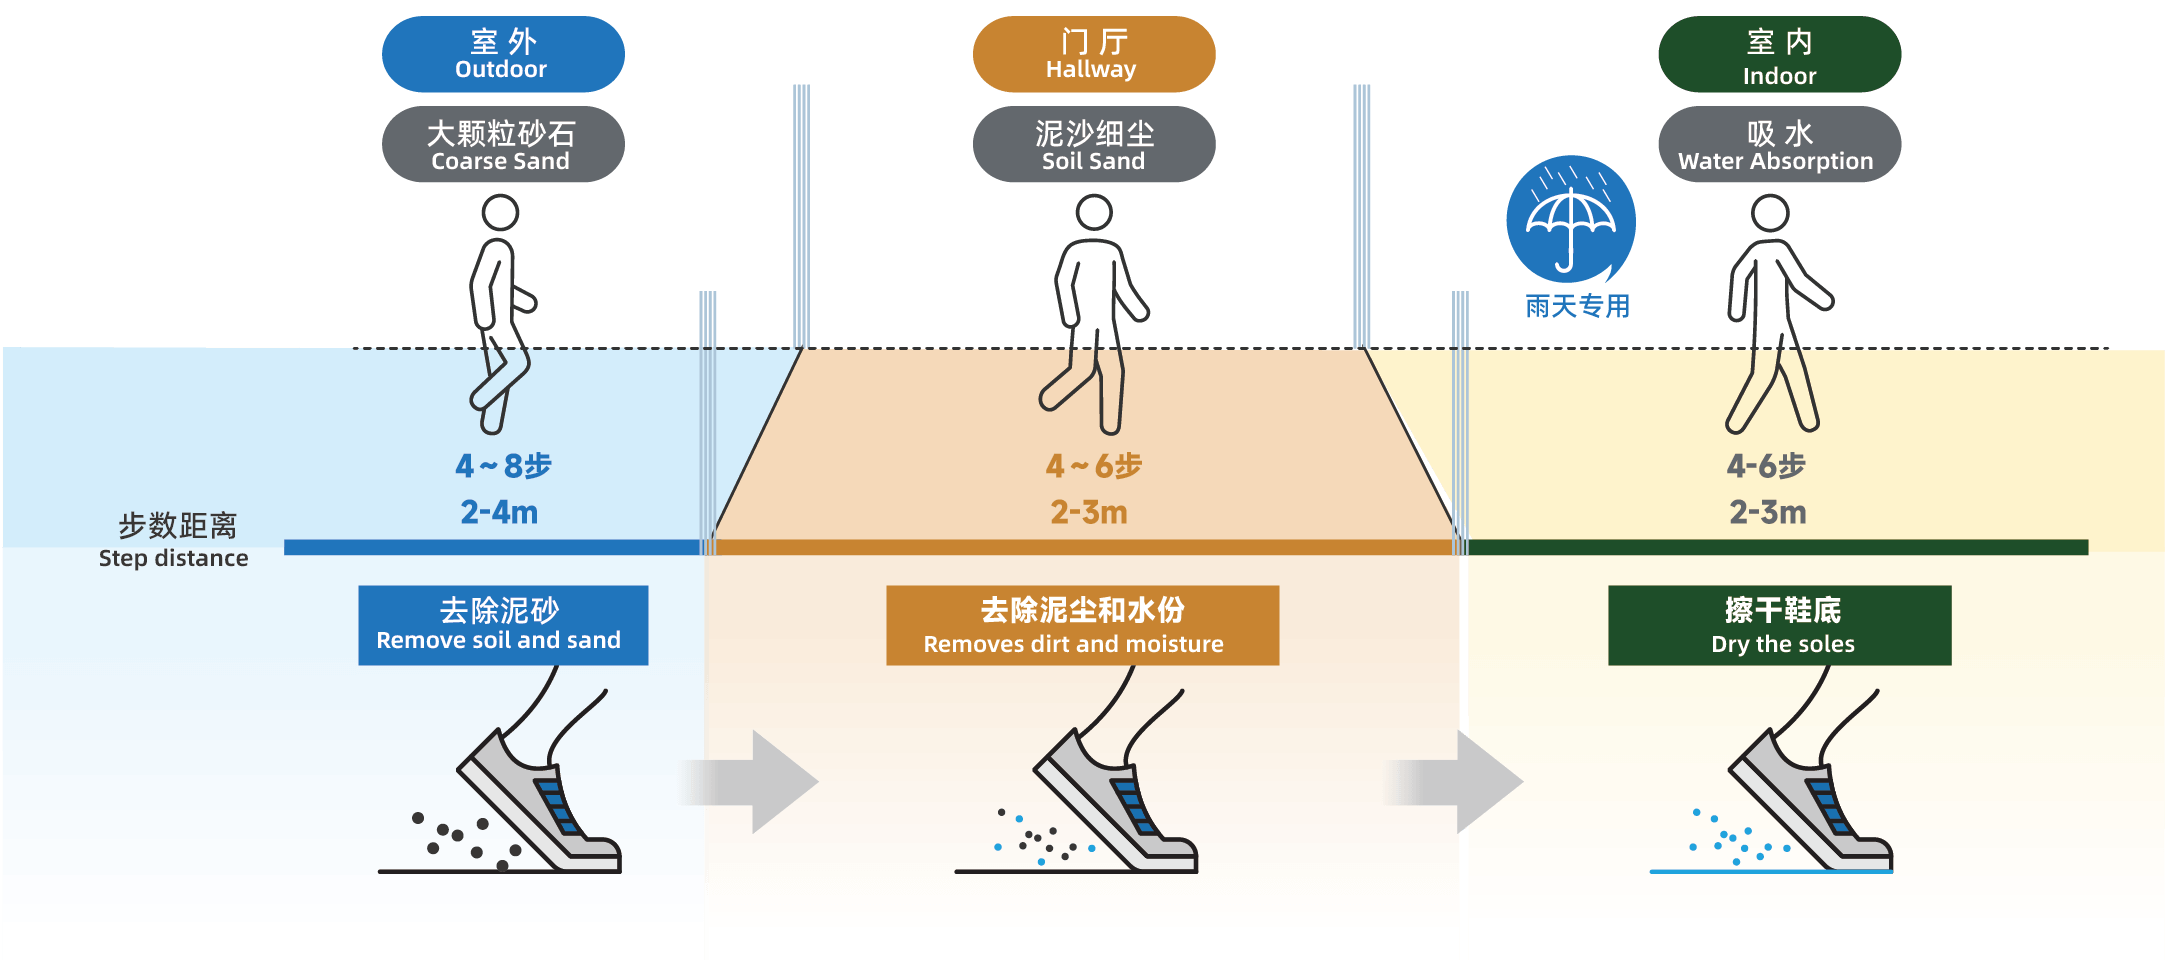 室外
Outdoor
大颗粒砂石
Coarse Sand
门厅
Hallway
泥沙细尘
Soil Sand
室内
Indoor
吸水
Water Absorption
雨天专用
4~8步
2-4m
4~6步
2-3m
4-6步
2-3m
步数距离
Step distance
去除泥砂
Remove soil and sand
去除泥尘和水份
Removes dirt and moisture
擦干鞋底
Dry the soles